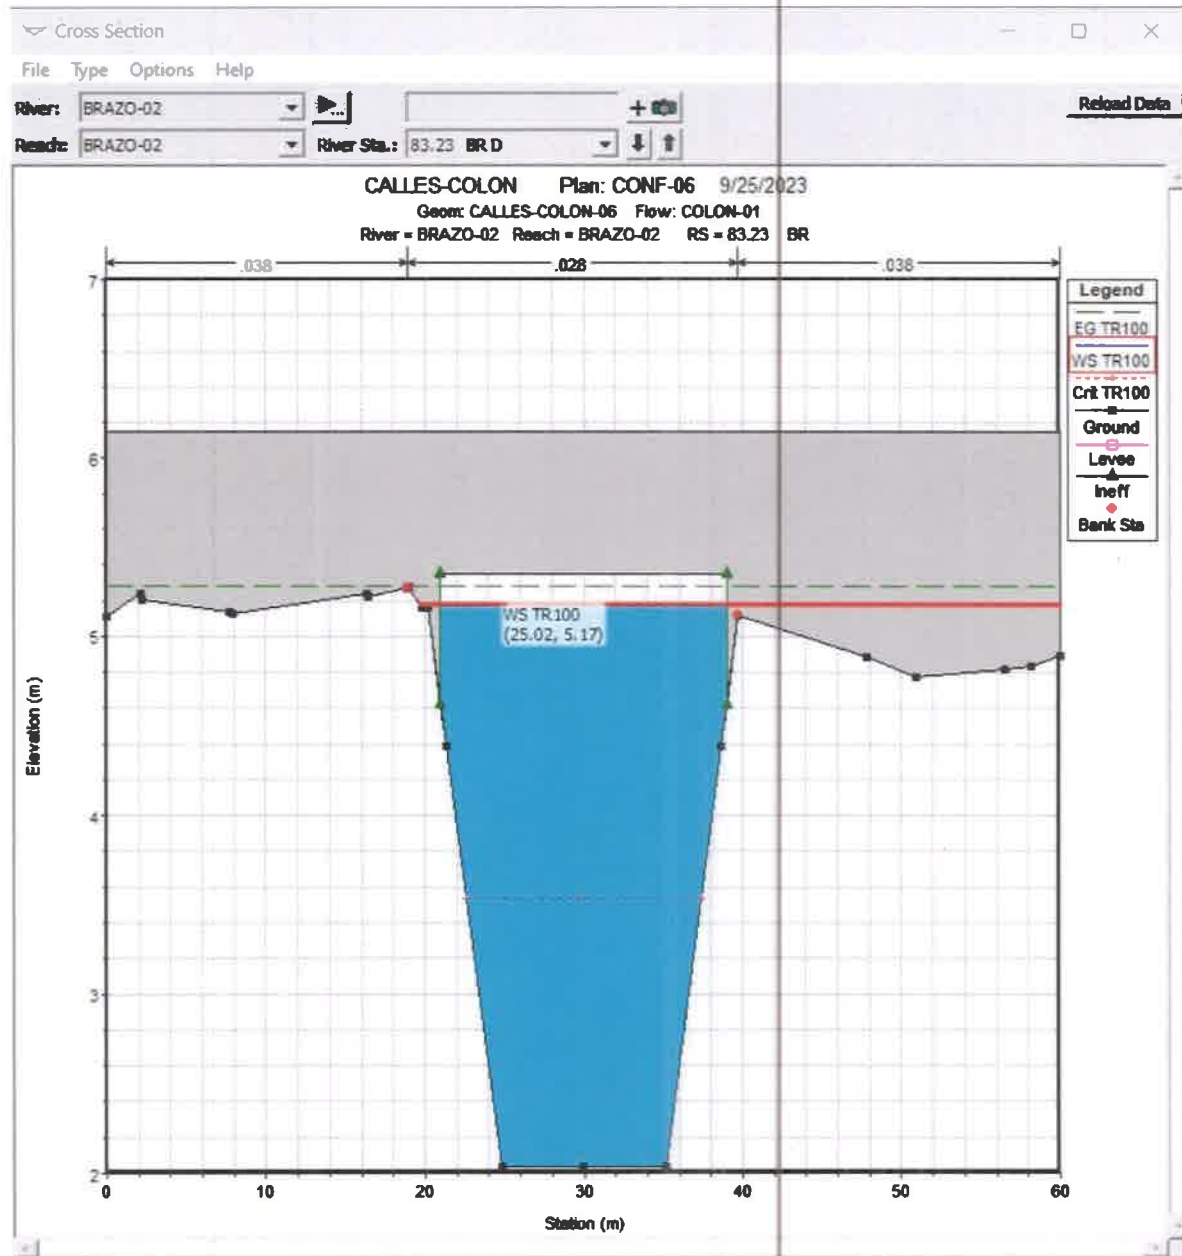 Cross Section
File Type Options Help
River: BRAZO-02 ... + Reload Data
Reach: BRAZO-02 River Sta.: 83.23 BR D
CALLES-COLON Plan: CONF-06 9/25/2023
Geom: CALLES-COLON-06 Flow: COLON-01
River = BRAZO-02 Reach = BRAZO-02 RS = 83.23 BR
.038 .028 .038
7
6
5
4
3
2
Elevation (m)
WS TR100
(25.02, 5.17)
0 10 20 30 40 50 60
Station (m)
Legend
EG TR100
WS TR100
Crit TR100
Ground
Levee
Ineff
Bank Sta